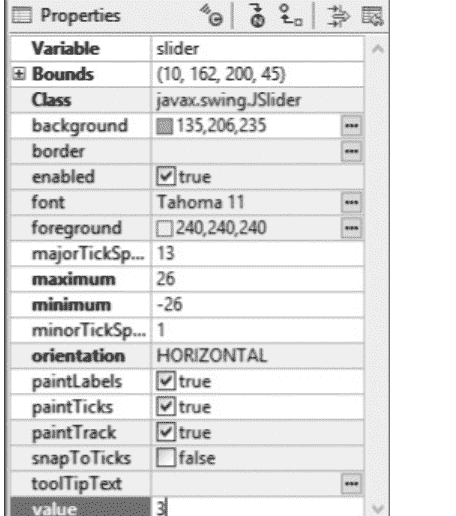 Properties
Variable slider
Bounds (10, 162, 200, 45)
Class javax.swing.JSlider
background 135,206,235 ...
border ...
enabled true
font Tahoma 11 ...
foreground 240,240,240 ...
majorTickSp... 13
maximum 26
minimum -26
minorTickSp... 1
orientation HORIZONTAL
paintLabels true
paintTicks true
paintTrack true
snapToTicks false
toolTipText ...
value 3